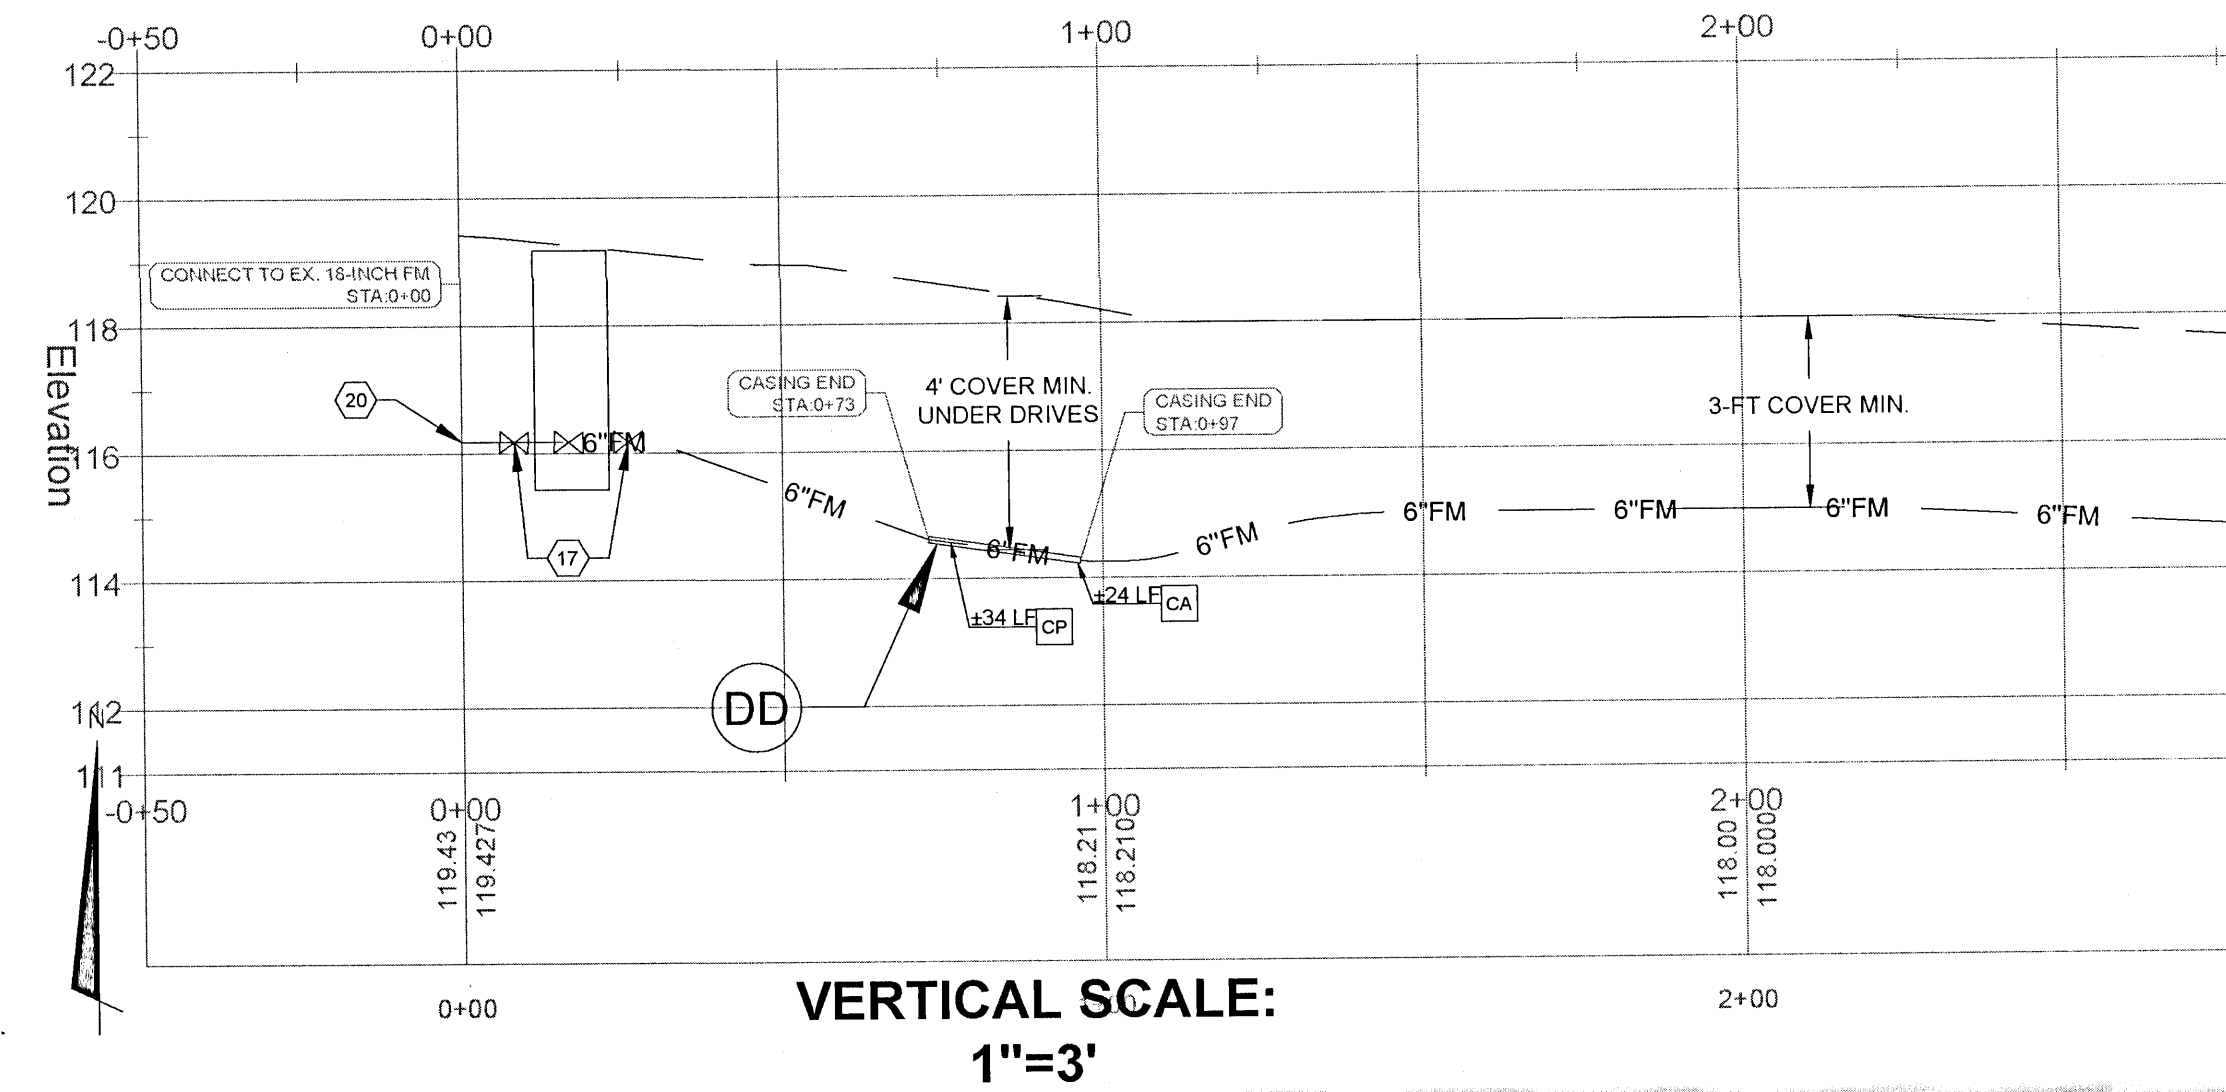 -0+50 0+00 1+00 2+00
122
120
CONNECT TO EX. 18-INCH FM
STA:0+00
118
Elevation
CASING END
STA:0+73
4' COVER MIN.
UNDER DRIVES
CASING END
STA:0+97
3-FT COVER MIN.
20
116
6"FM
6"FM
6"FM
6"FM
6"FM
6"FM
6"FM
6"FM
17
114
±34 LF CP
±24 LF CA
DD
112
N
111
-0+50 0+00 1+00 2+00
119.43
119.427
118.21
118.210
118.00
118.000
0+00 2+00
VERTICAL SCALE:
1"=3'